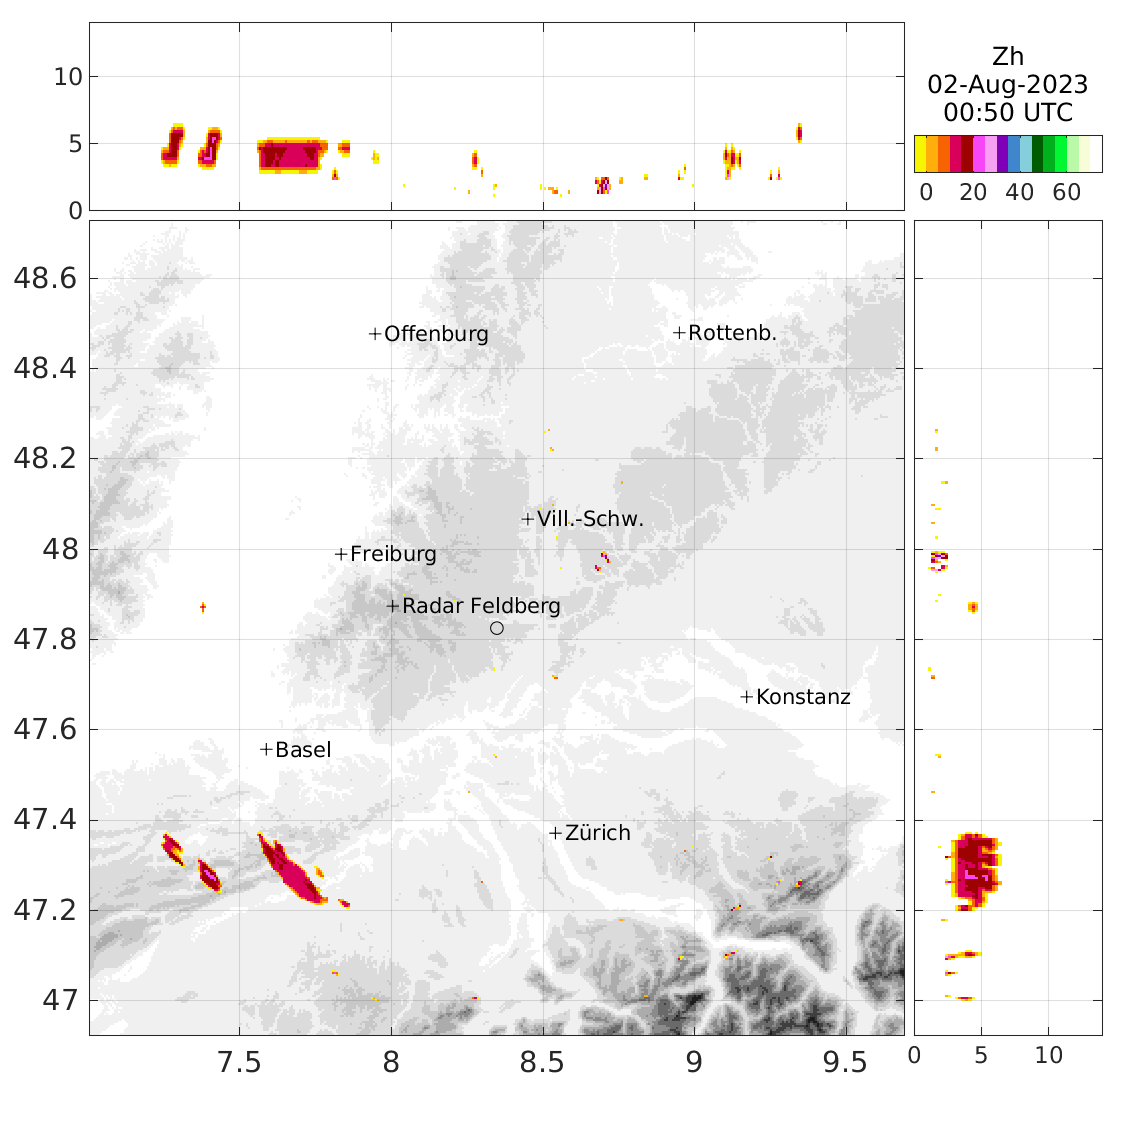 10
5
0
Zh
02-Aug-2023
00:50 UTC
0 20 40 60
48.6
48.4
48.2
48
47.8
47.6
47.4
47.2
47
Offenburg
Rottenb.
Vill.-Schw.
Freiburg
Radar Feldberg
Konstanz
Basel
Zürich
7.5 8 8.5 9 9.5
0 5 10